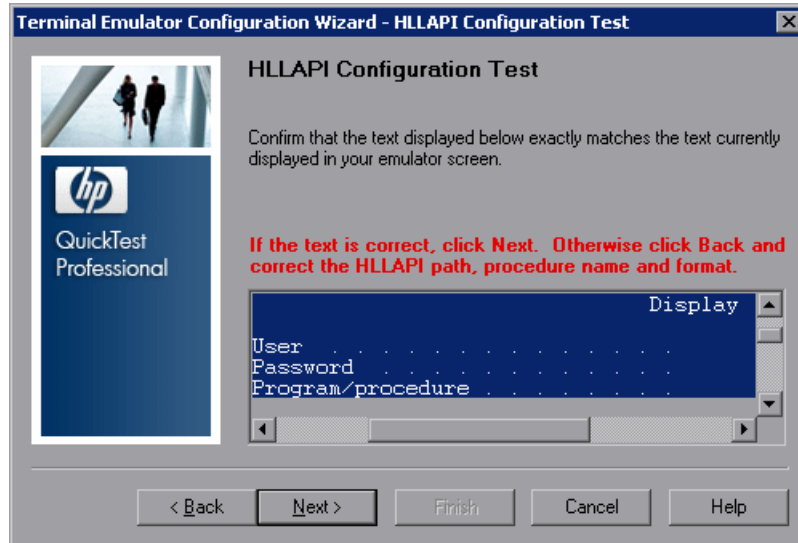 Terminal Emulator Configuration Wizard - HLLAPI Configuration Test
HLLAPI Configuration Test
Confirm that the text displayed below exactly matches the text currently
displayed in your emulator screen.
hp
QuickTest
Professional
If the text is correct, click Next. Otherwise click Back and
correct the HLLAPI path, procedure name and format.
Display
User . . . . . . . . . . . . .
Password . . . . . . . . . . . .
Program/procedure . . . . . . .
< Back
Next >
Finish
Cancel
Help